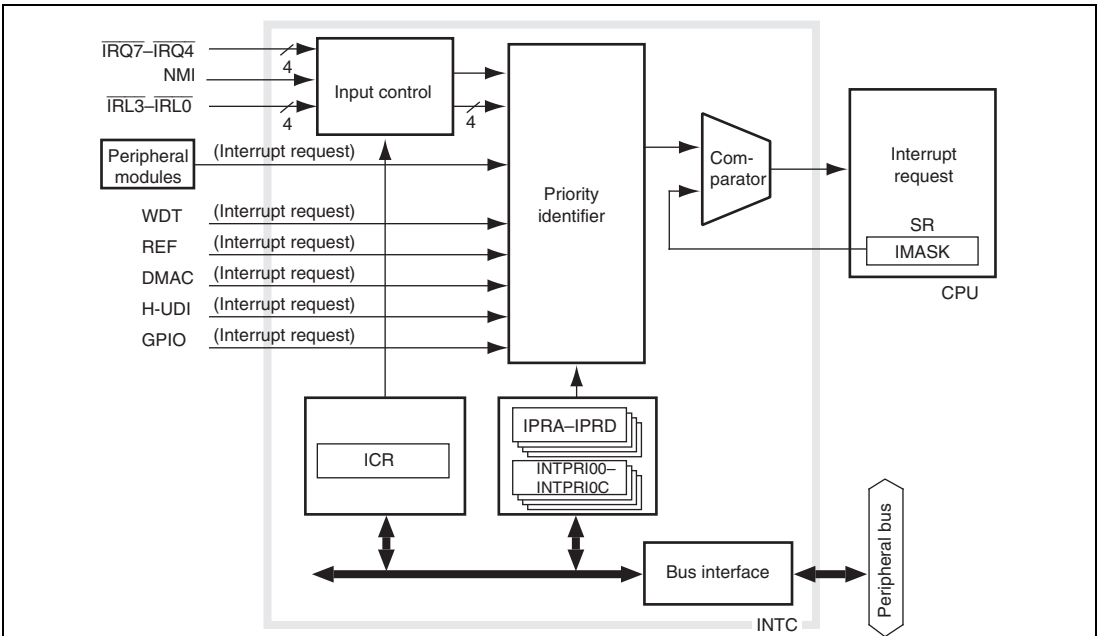 IRQ7–IRQ4
4
NMI
IRL3–IRL0
4
Input control
4
Peripheral
modules
(Interrupt request)
WDT (Interrupt request)
REF (Interrupt request)
DMAC (Interrupt request)
H-UDI (Interrupt request)
GPIO (Interrupt request)
Priority
identifier
Com-
parator
Interrupt
request
SR
IMASK
CPU
ICR
IPRA–IPRD
INTPRI00–
INTPRI0C
Bus interface
Peripheral bus
INTC